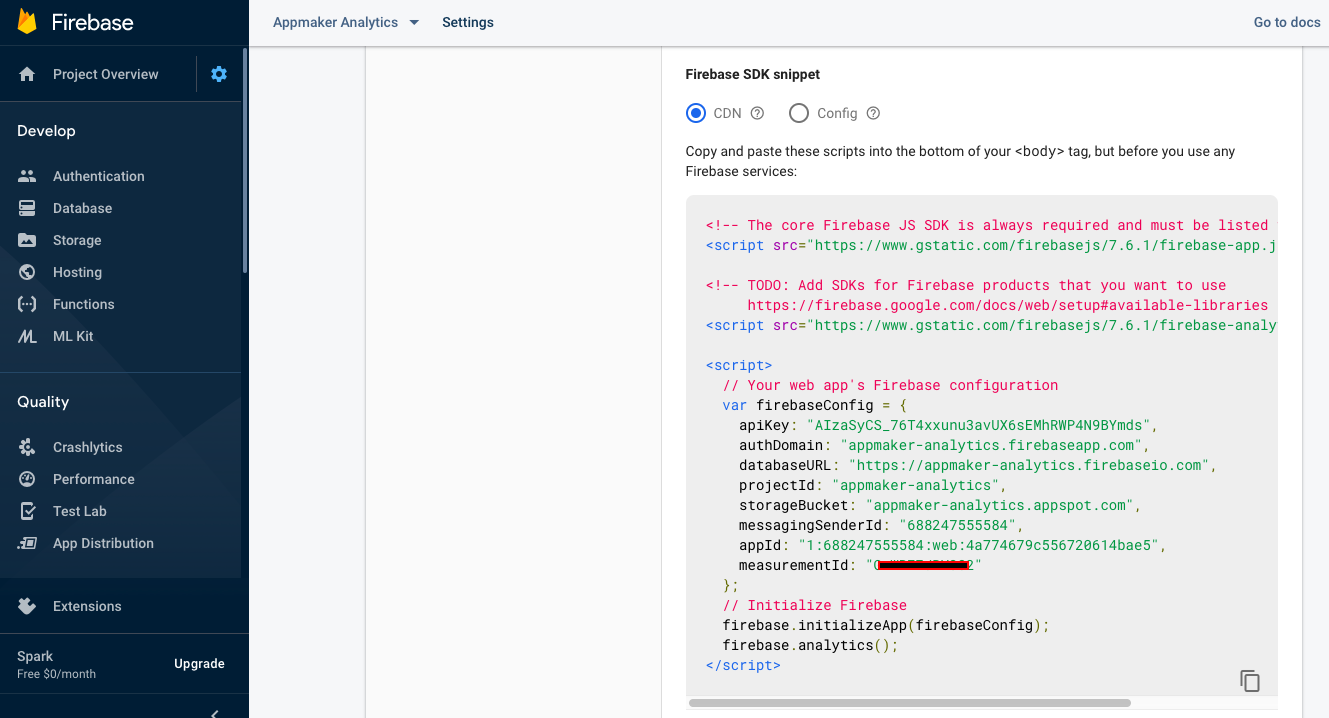 Firebase
Appmaker Analytics
Settings
Go to docs
Project Overview
Develop
Authentication
Database
Storage
Hosting
Functions
ML Kit
Quality
Crashlytics
Performance
Test Lab
App Distribution
Extensions
Spark
Free $0/month
Upgrade
Firebase SDK snippet
CDN
Config
Copy and paste these scripts into the bottom of your <body> tag, but before you use any
Firebase services:
<!-- The core Firebase JS SDK is always required and must be listed
<script src="https://www.gstatic.com/firebasejs/7.6.1/firebase-app.j
<!-- TODO: Add SDKs for Firebase products that you want to use
https://firebase.google.com/docs/web/setup#available-libraries
<script src="https://www.gstatic.com/firebasejs/7.6.1/firebase-analy
<script>
// Your web app's Firebase configuration
var firebaseConfig = {
apiKey: "AIzaSyCS_76T4xxunu3avUX6sEMhRWP4N9BYmds",
authDomain: "appmaker-analytics.firebaseapp.com",
databaseURL: "https://appmaker-analytics.firebaseio.com",
projectId: "appmaker-analytics",
storageBucket: "appmaker-analytics.appspot.com",
messagingSenderId: "688247555584",
appId: "1:688247555584:web:4a774679c556720614bae5",
measurementId:
};
// Initialize Firebase
firebase.initializeApp(firebaseConfig);
firebase.analytics();
</script>